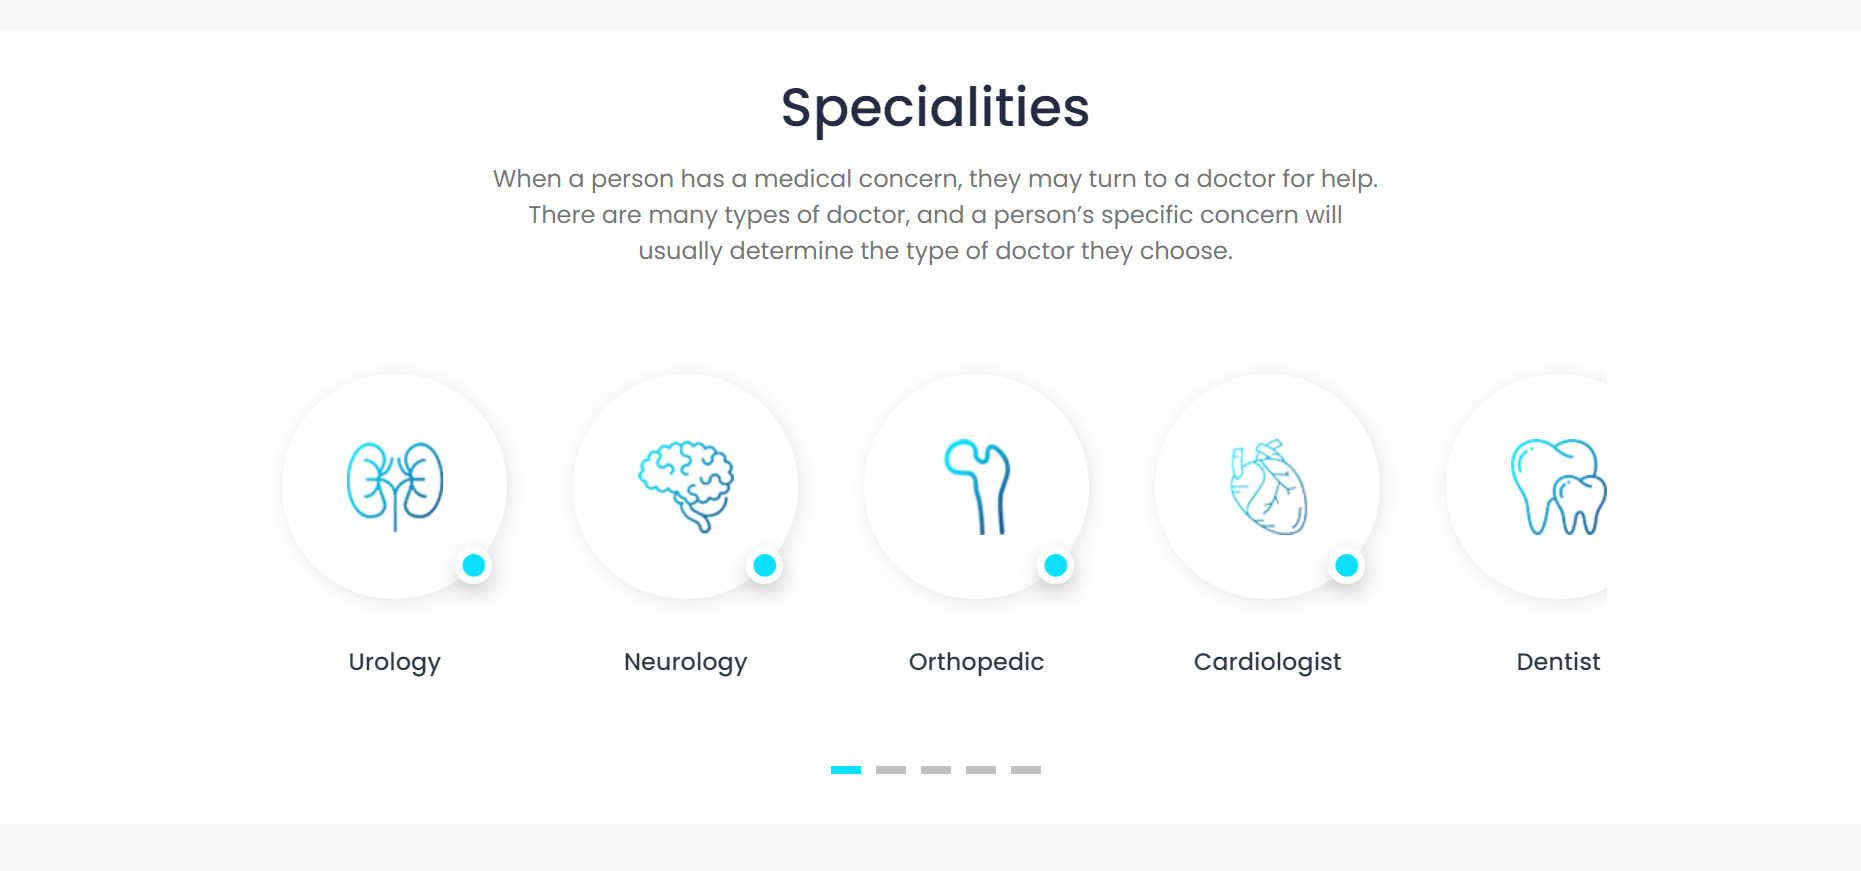 Specialities
When a person has a medical concern, they may turn to a doctor for help.
There are many types of doctor, and a person’s specific concern will
usually determine the type of doctor they choose.
Urology
Neurology
Orthopedic
Cardiologist
Dentist